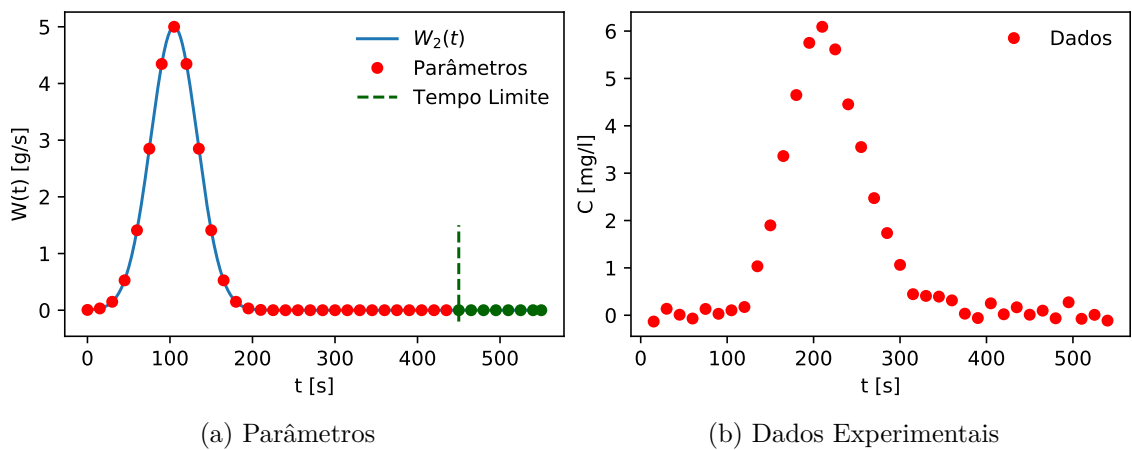 W₂(t)
Parâmetros
Tempo Limite
W(t) [g/s]
5
4
3
2
1
0
0 100 200 300 400 500
t [s]
(a) Parâmetros
Dados
C [mg/l]
6
5
4
3
2
1
0
0 100 200 300 400 500
t [s]
(b) Dados Experimentais